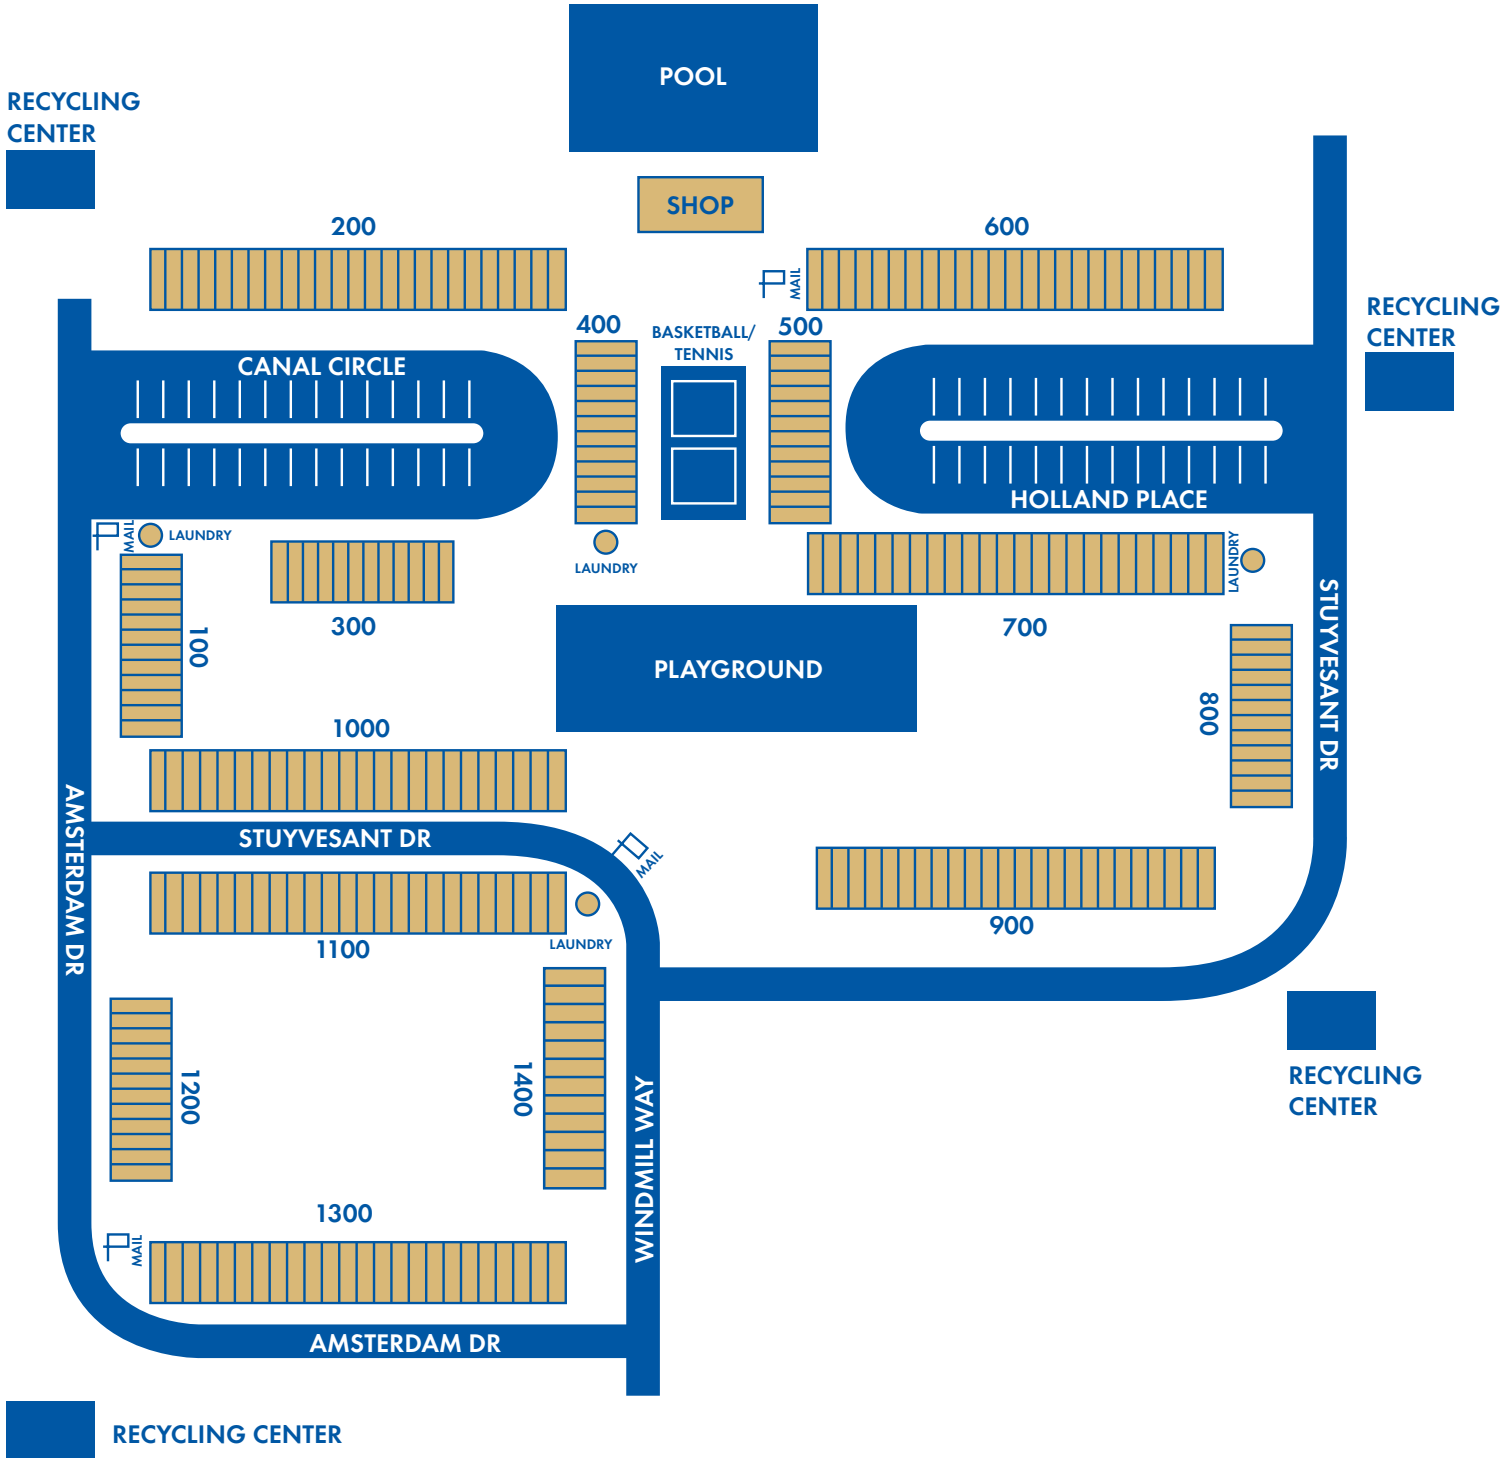 POOL
RECYCLING
CENTER
SHOP
200
600
MAIL
RECYCLING
CENTER
400
BASKETBALL/
TENNIS
500
CANAL CIRCLE
HOLLAND PLACE
MAIL
LAUNDRY
LAUNDRY
LAUNDRY
300
100
700
PLAYGROUND
STUYVESANT DR
800
1000
AMSTERDAM DR
STUYVESANT DR
MAIL
900
1100
LAUNDRY
1200
1400
WINDMILL WAY
RECYCLING
CENTER
1300
MAIL
AMSTERDAM DR
RECYCLING CENTER